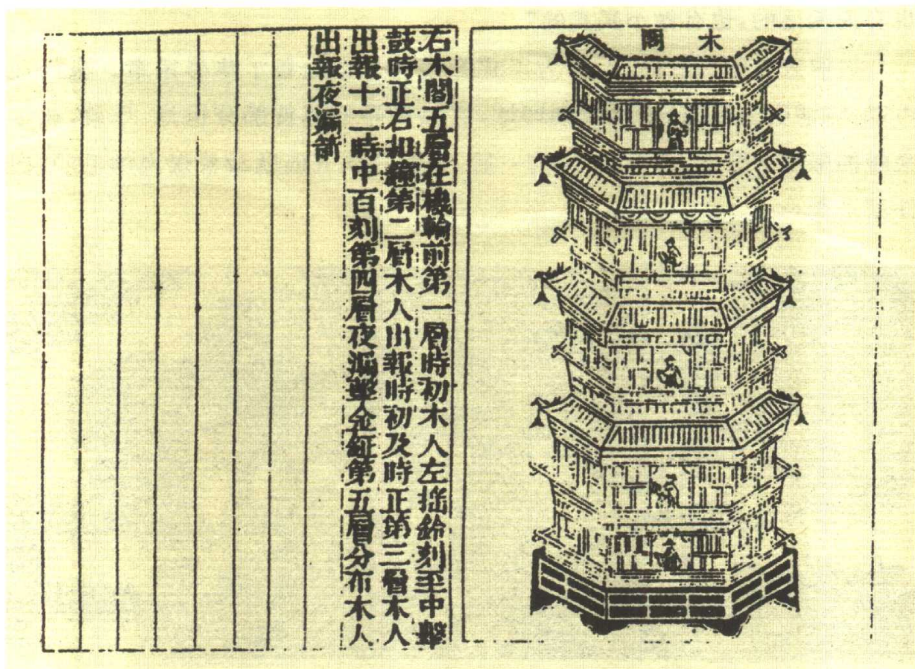 木閣
右木閣五層在機輪前第一層時初木人左搖鈴刻至中擊
鼓時正右扣鐘第二層木人出報時初及時正第三層木人
出報十二時中百刻第四層夜漏擊金鉦第五層分布木人
出報夜漏箭